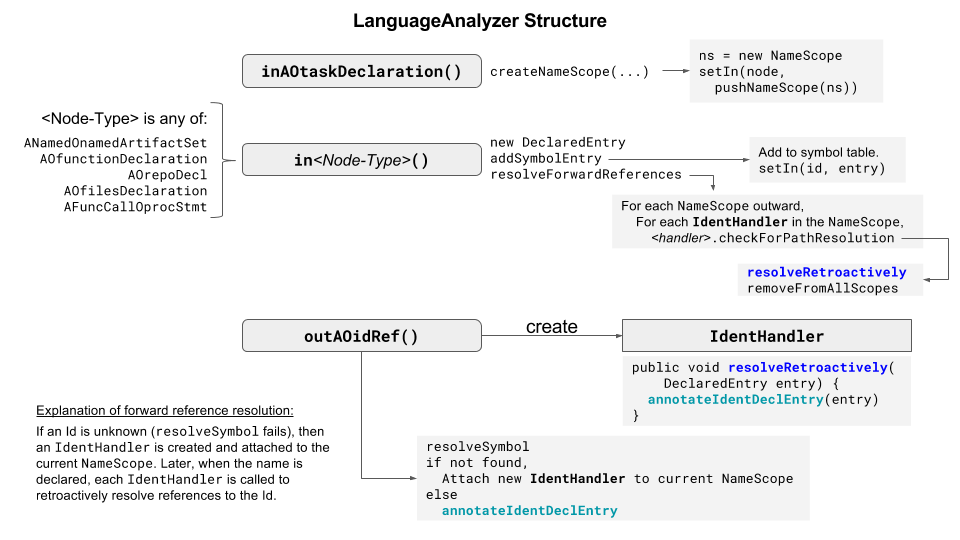 LanguageAnalyzer Structure
inAOtaskDeclaration()
createNameScope(...)
ns = new NameScope
setIn(node,
pushNameScope(ns))
<Node-Type> is any of:
ANamedOnamedArtifactSet
AOfunctionDeclaration
AOrepoDecl
AOfilesDeclaration
AFuncCallOprocStmt
in<Node-Type>()
new DeclaredEntry
addSymbolEntry
resolveForwardReferences
Add to symbol table.
setIn(id, entry)
For each NameScope outward,
For each IdentHandler in the NameScope,
<handler>.checkForPathResolution
resolveRetroactively
removeFromAllScopes
outAOidRef()
create
IdentHandler
public void resolveRetroactively(
DeclaredEntry entry) {
annotateIdentDeclEntry(entry)
}
Explanation of forward reference resolution:
If an Id is unknown (resolveSymbol fails), then
an IdentHandler is created and attached to the
current NameScope. Later, when the name is
declared, each IdentHandler is called to
retroactively resolve references to the Id.
resolveSymbol
if not found,
Attach new IdentHandler to current NameScope
else
annotateIdentDeclEntry